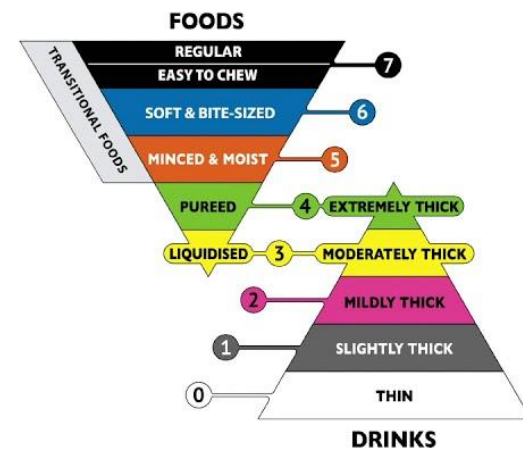 FOODS
TRANSITIONAL FOODS
REGULAR
EASY TO CHEW
7
SOFT & BITE-SIZED
6
MINCED & MOIST
5
PUREED
4
EXTREMELY THICK
LIQUIDISED
3
MODERATELY THICK
2
MILDLY THICK
1
SLIGHTLY THICK
0
THIN
DRINKS